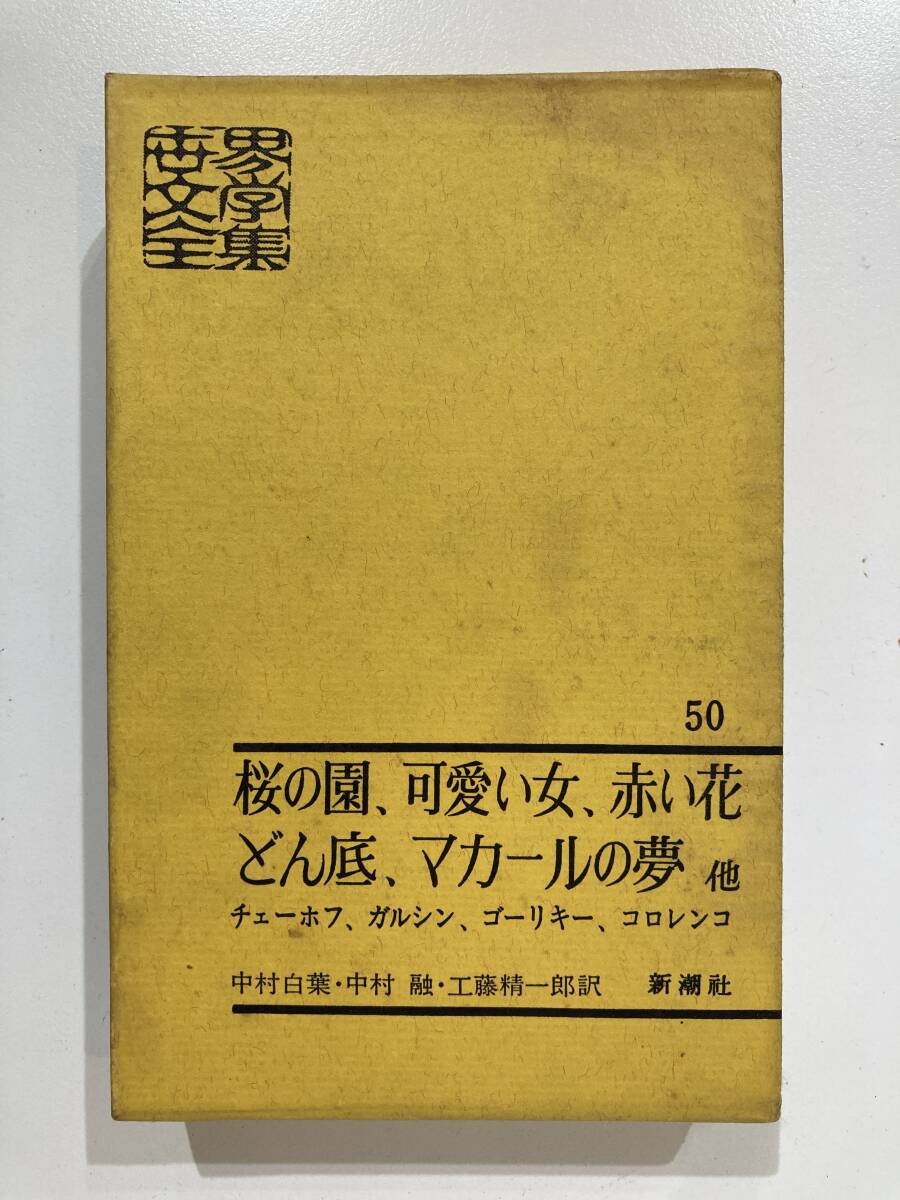 世界文学全集
50
桜の園、可愛い女、赤い花
どん底、マカールの夢 他
チェーホフ、ガルシン、ゴーリキー、コロレンコ
中村白葉・中村 融・工藤精一郎訳 新潮社